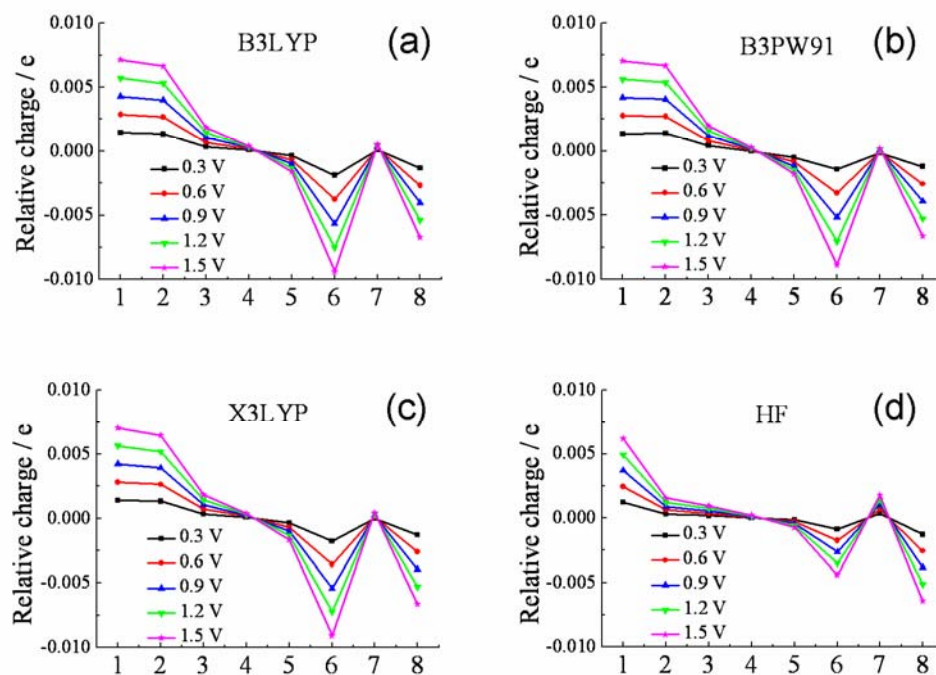 0.010
B3LYP
(a)
0.005
0.000
-0.005
-0.010
Relative charge / e
0.3 V
0.6 V
0.9 V
1.2 V
1.5 V
1 2 3 4 5 6 7 8
0.010
B3PW91
(b)
0.005
0.000
-0.005
-0.010
Relative charge / e
0.3 V
0.6 V
0.9 V
1.2 V
1.5 V
1 2 3 4 5 6 7 8
0.010
X3LYP
(c)
0.005
0.000
-0.005
-0.010
Relative charge / e
0.3 V
0.6 V
0.9 V
1.2 V
1.5 V
1 2 3 4 5 6 7 8
0.010
HF
(d)
0.005
0.000
-0.005
-0.010
Relative charge / e
0.3 V
0.6 V
0.9 V
1.2 V
1.5 V
1 2 3 4 5 6 7 8